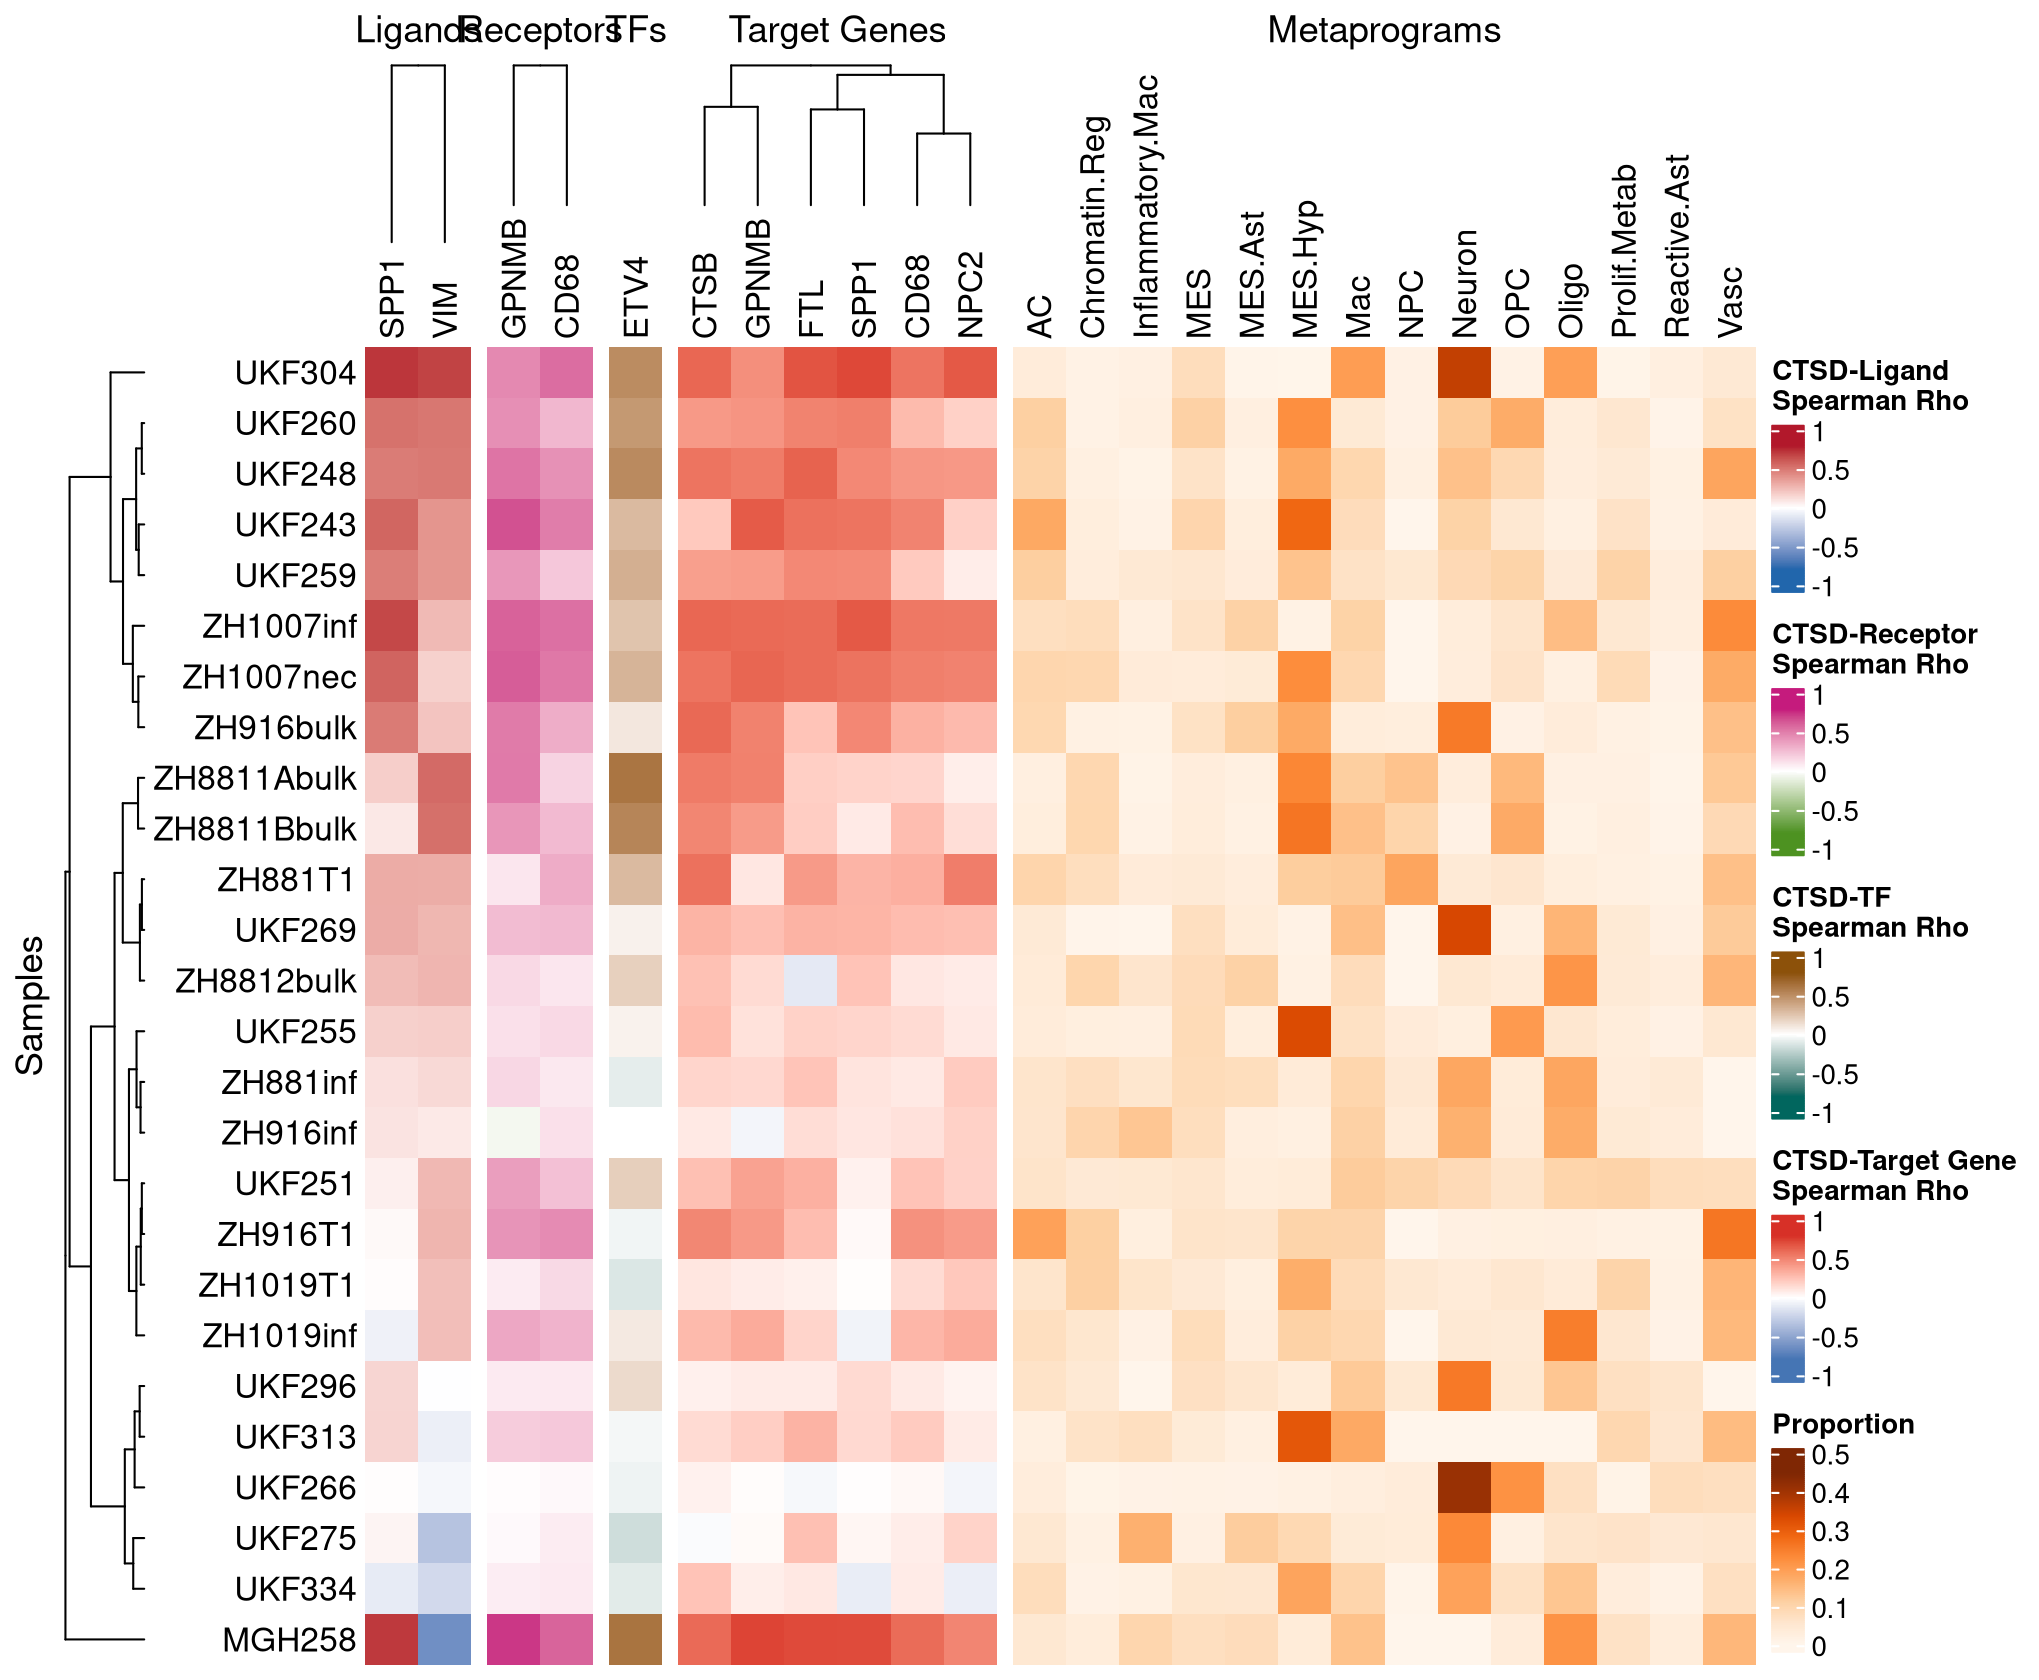 Ligands Receptors TFs Target Genes Metaprograms
SPP1 VIM GPNMB CD68 ETV4 CTSB GPNMB FTL SPP1 CD68 NPC2 AC Chromatin.Reg Inflammatory.Mac MES MES.Ast MES.Hyp Mac NPC Neuron OPC Oligo Prolif.Metab Reactive.Ast Vasc
Samples
UKF304
UKF260
UKF248
UKF243
UKF259
ZH1007inf
ZH1007nec
ZH916bulk
ZH8811Abulk
ZH8811Bbulk
ZH881T1
UKF269
ZH8812bulk
UKF255
ZH881inf
ZH916inf
UKF251
ZH916T1
ZH1019T1
ZH1019inf
UKF296
UKF313
UKF266
UKF275
UKF334
MGH258
CTSD-Ligand
Spearman Rho
1
0.5
0
-0.5
-1
CTSD-Receptor
Spearman Rho
1
0.5
0
-0.5
-1
CTSD-TF
Spearman Rho
1
0.5
0
-0.5
-1
CTSD-Target Gene
Spearman Rho
1
0.5
0
-0.5
-1
Proportion
0.5
0.4
0.3
0.2
0.1
0